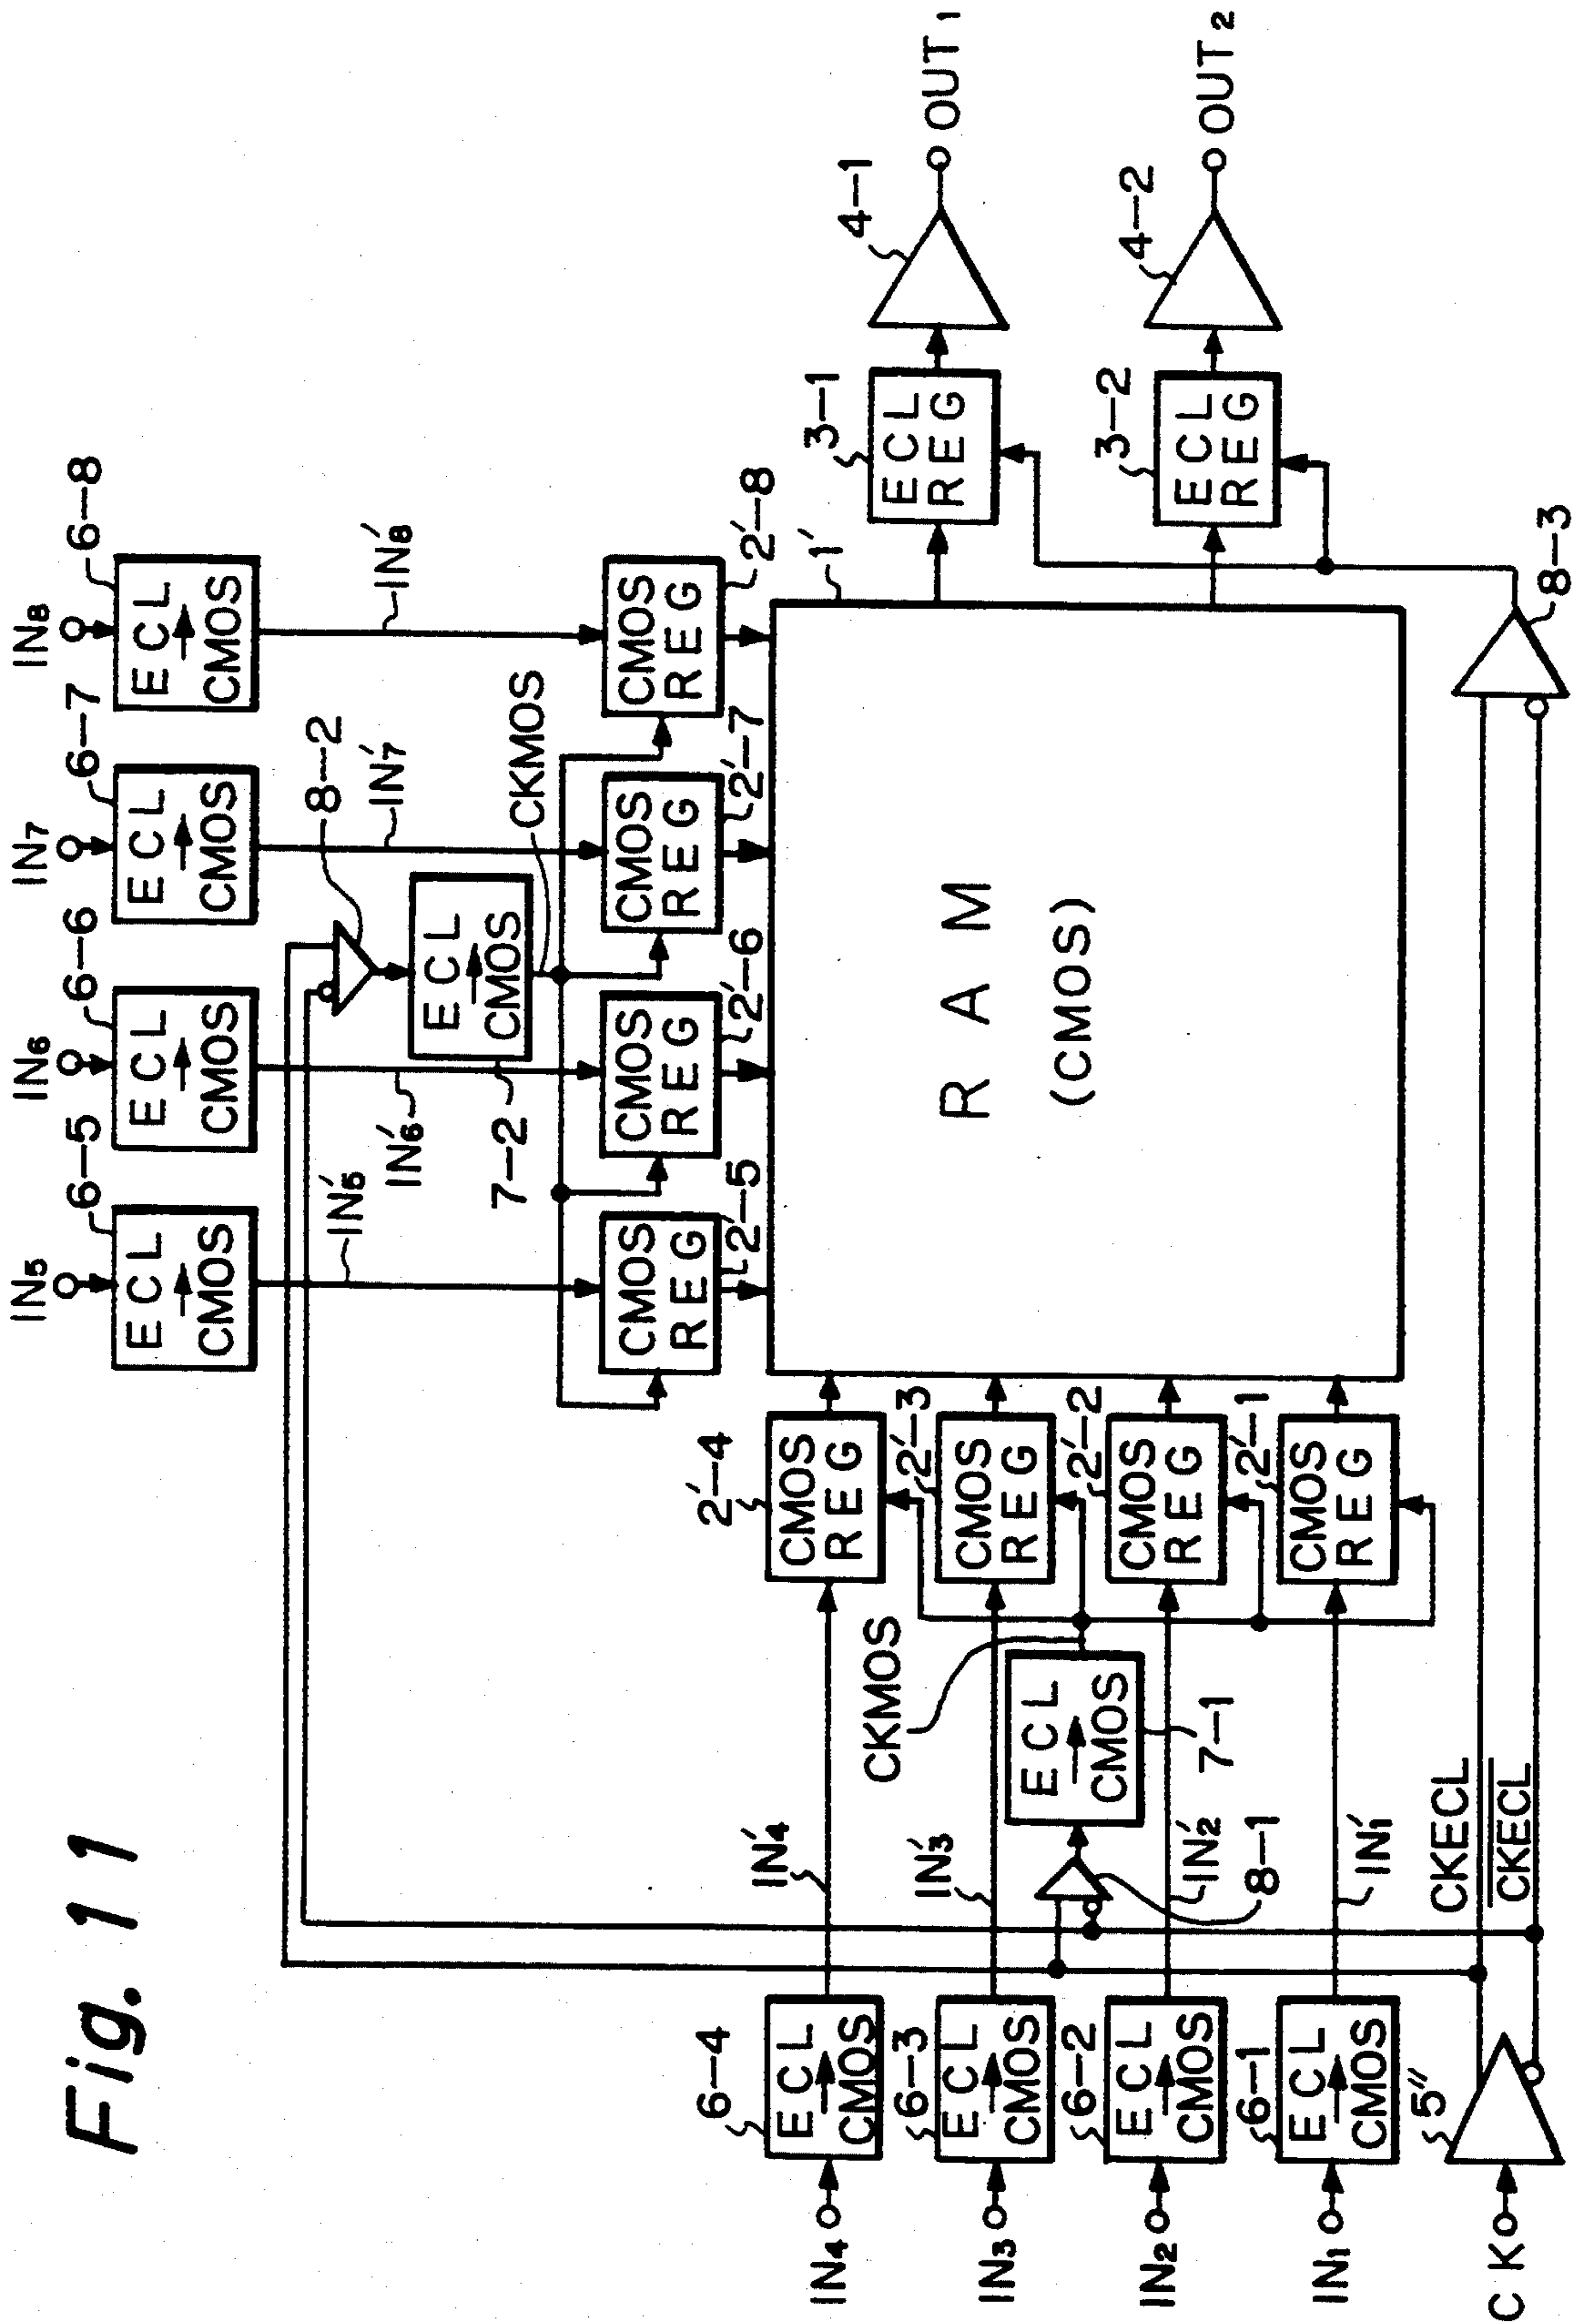 Fig. 11
IN5
IN6
IN7
IN8
6-5
6-6
6-7
6-8
ECL
→
CMOS
ECL
→
CMOS
ECL
→
CMOS
ECL
→
CMOS
8-2
IN'5
IN'6
IN'7
IN'8
ECL
→
CMOS
7-2
CKMOS
CMOS
REG
CMOS
REG
CMOS
REG
CMOS
REG
2'-5
2'-6
2'-7
2'-8
IN4
6-4
ECL
→
CMOS
IN'4
2'-4
CMOS
REG
IN3
6-3
ECL
→
CMOS
IN'3
2'-3
CMOS
REG
CKMOS
8-1
ECL
→
CMOS
7-1
IN2
6-2
ECL
→
CMOS
IN'2
2'-2
CMOS
REG
IN1
6-1
ECL
→
CMOS
IN'1
2'-1
CMOS
REG
RAM
(CMOS)
1'
3-1
ECL
REG
4-1
OUT1
3-2
ECL
REG
4-2
OUT2
CK
5''
CKECL
CKECL
8-3